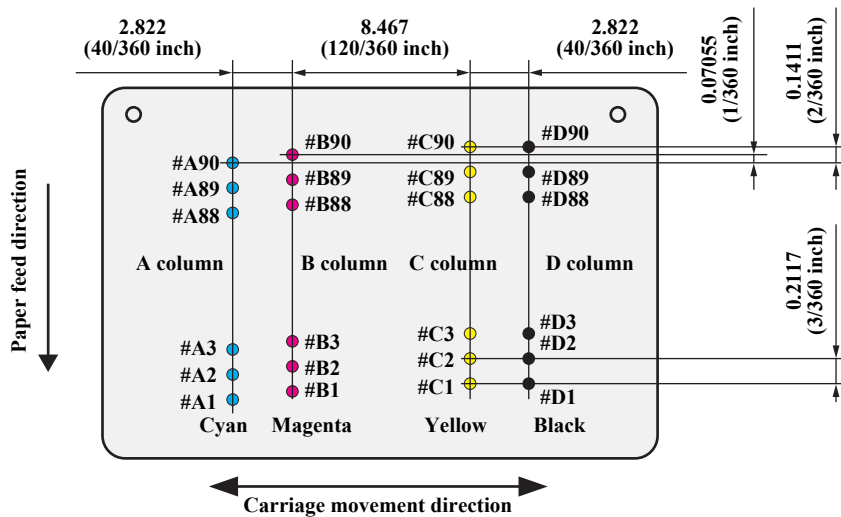 2.822
(40/360 inch)
8.467
(120/360 inch)
2.822
(40/360 inch)
0.07055
(1/360 inch)
0.1411
(2/360 inch)
#A90
#A89
#A88
#B90
#B89
#B88
#C90
#C89
#C88
#D90
#D89
#D88
Paper feed direction
A column
B column
C column
D column
0.2117
(3/360 inch)
#A3
#A2
#A1
#B3
#B2
#B1
#C3
#C2
#C1
#D3
#D2
#D1
Cyan
Magenta
Yellow
Black
Carriage movement direction